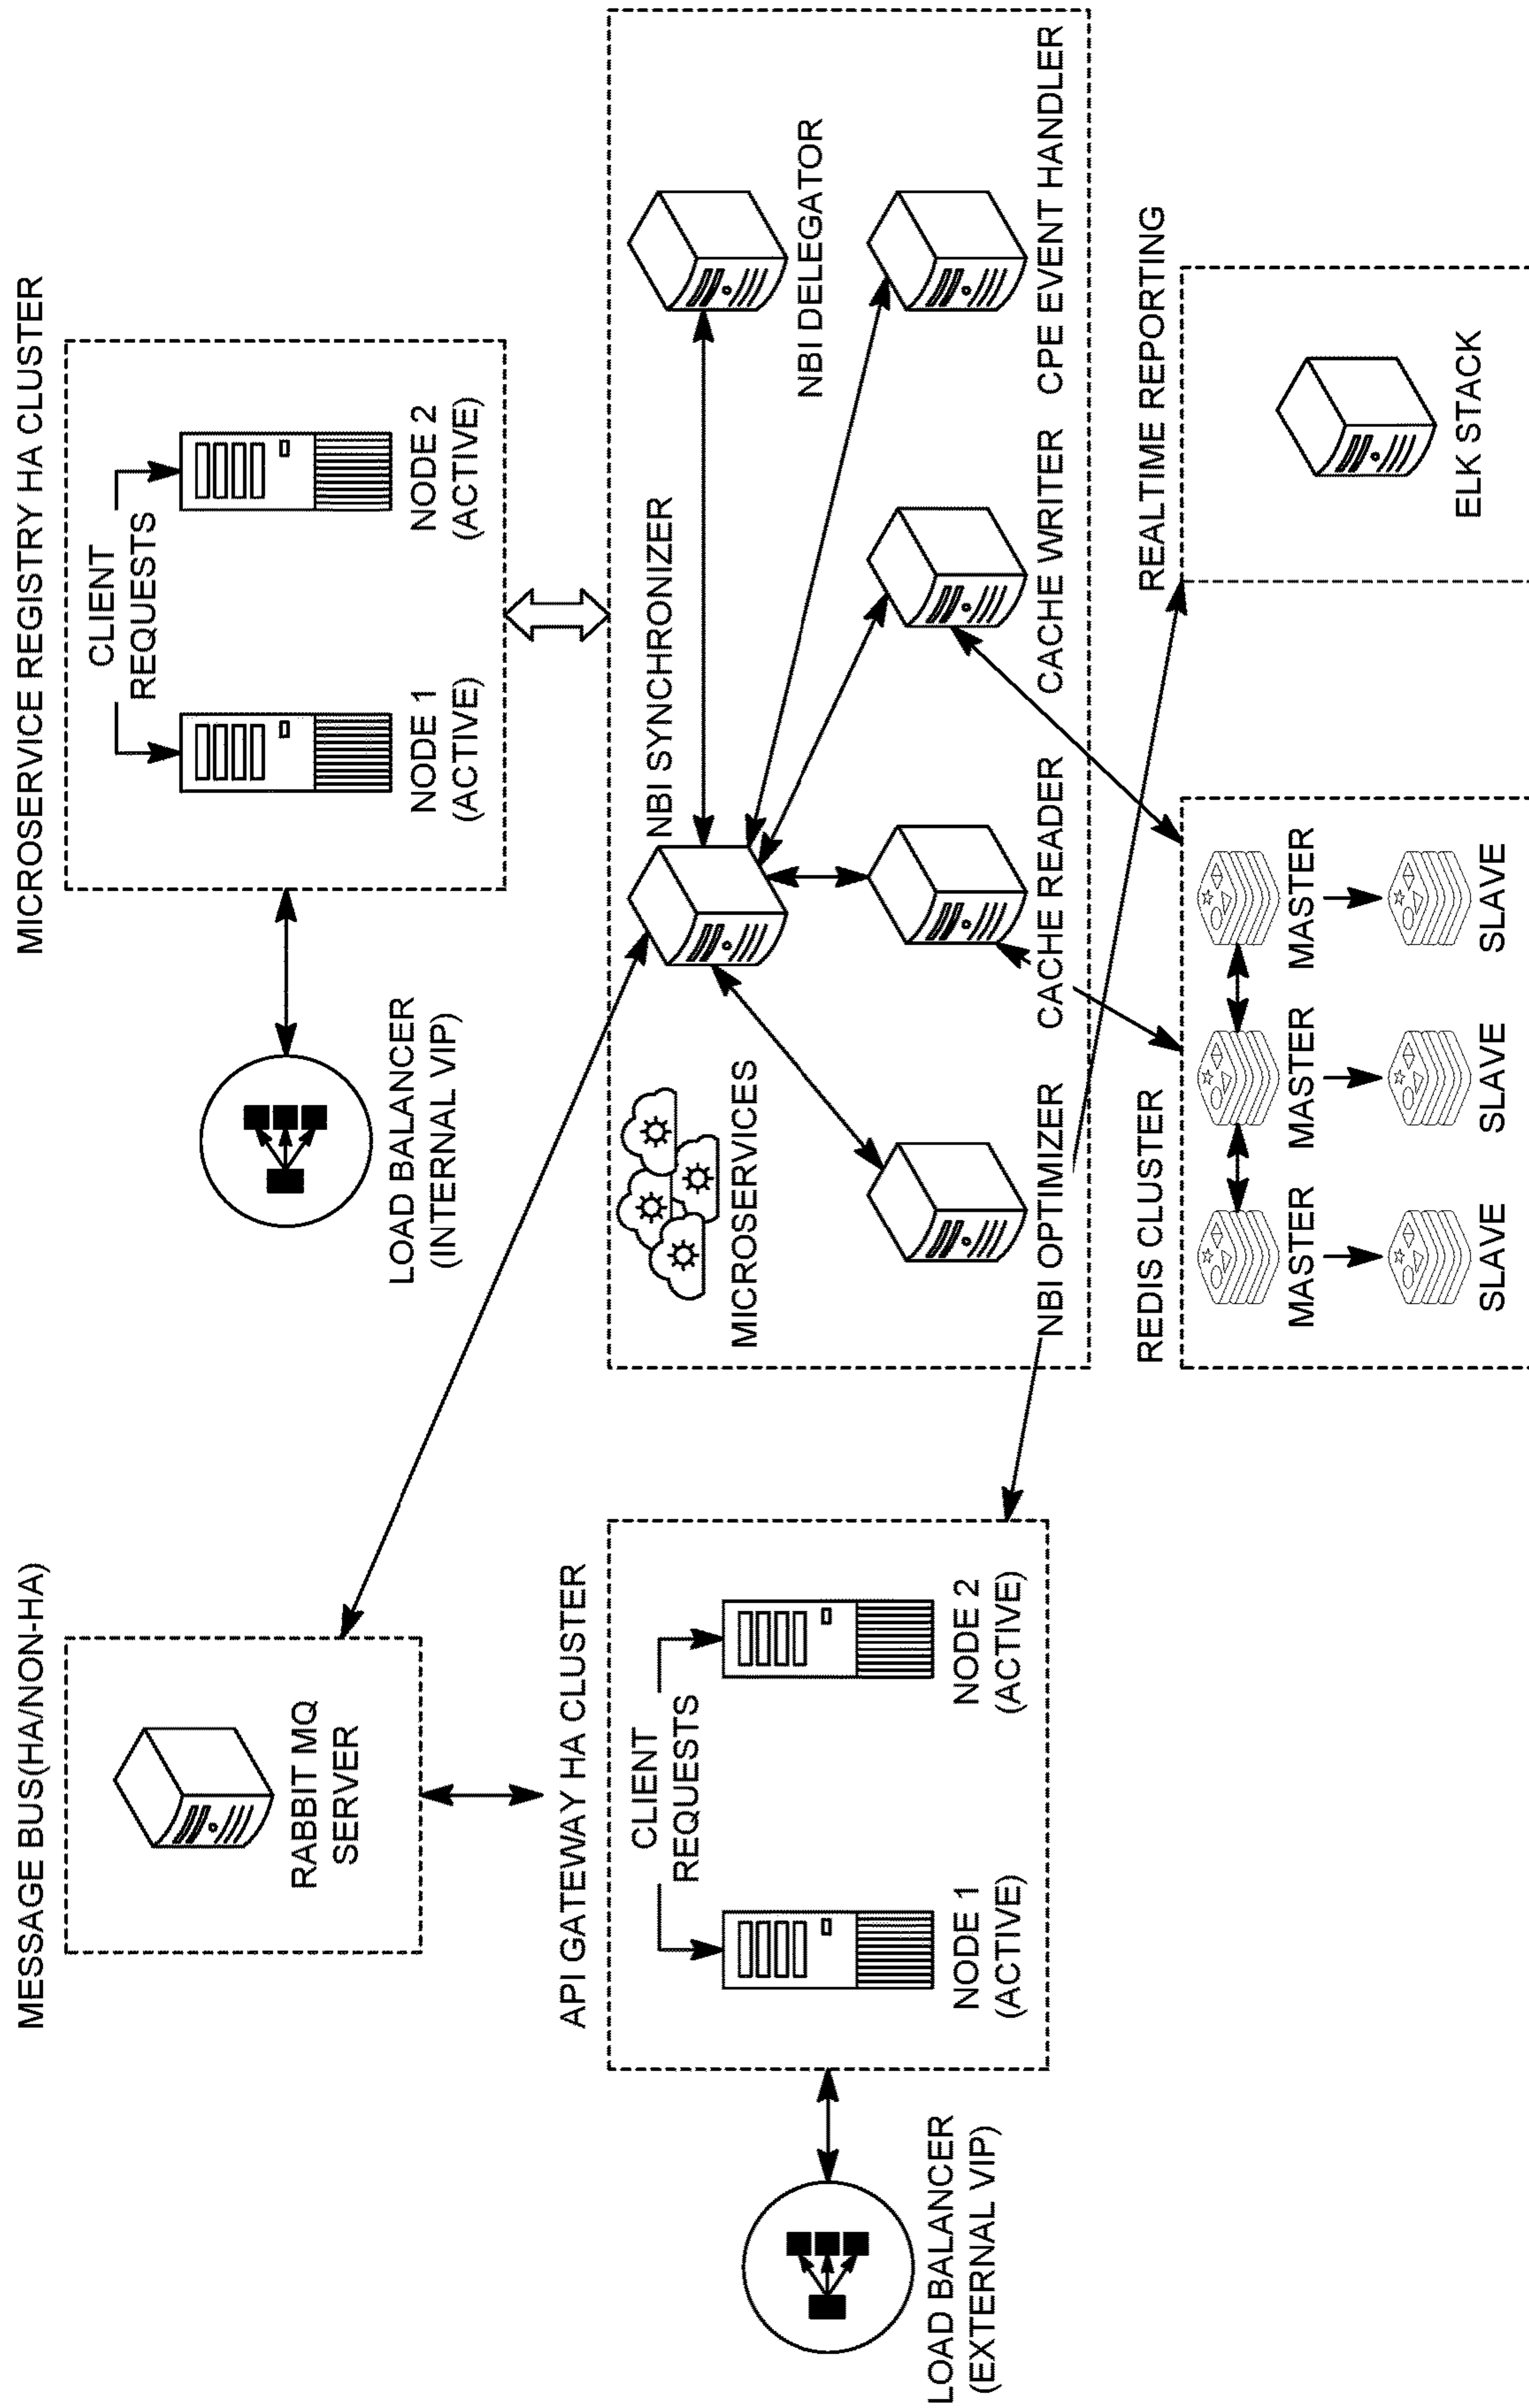 MESSAGE BUS(HA/NON-HA)
RABBIT MQ
SERVER
MICROSERVICE REGISTRY HA CLUSTER
CLIENT
REQUESTS
NODE 1
(ACTIVE)
NODE 2
(ACTIVE)
LOAD BALANCER
(INTERNAL VIP)
API GATEWAY HA CLUSTER
CLIENT
REQUESTS
NODE 1
(ACTIVE)
NODE 2
(ACTIVE)
LOAD BALANCER
(EXTERNAL VIP)
MICROSERVICES
NBI SYNCHRONIZER
NBI DELEGATOR
NBI OPTIMIZER
CACHE READER
CACHE WRITER
CPE EVENT HANDLER
REDIS CLUSTER
MASTER
MASTER
MASTER
SLAVE
SLAVE
SLAVE
REALTIME REPORTING
ELK STACK